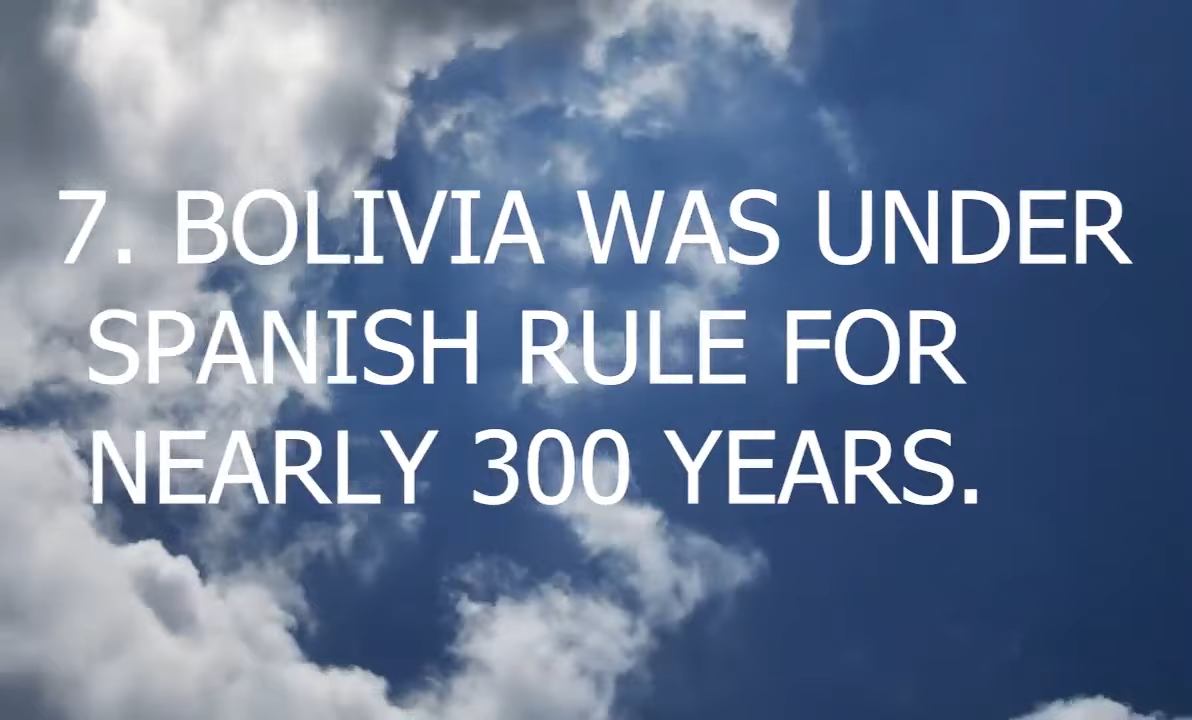 7. BOLIVIA WAS UNDER
SPANISH RULE FOR
NEARLY 300 YEARS.